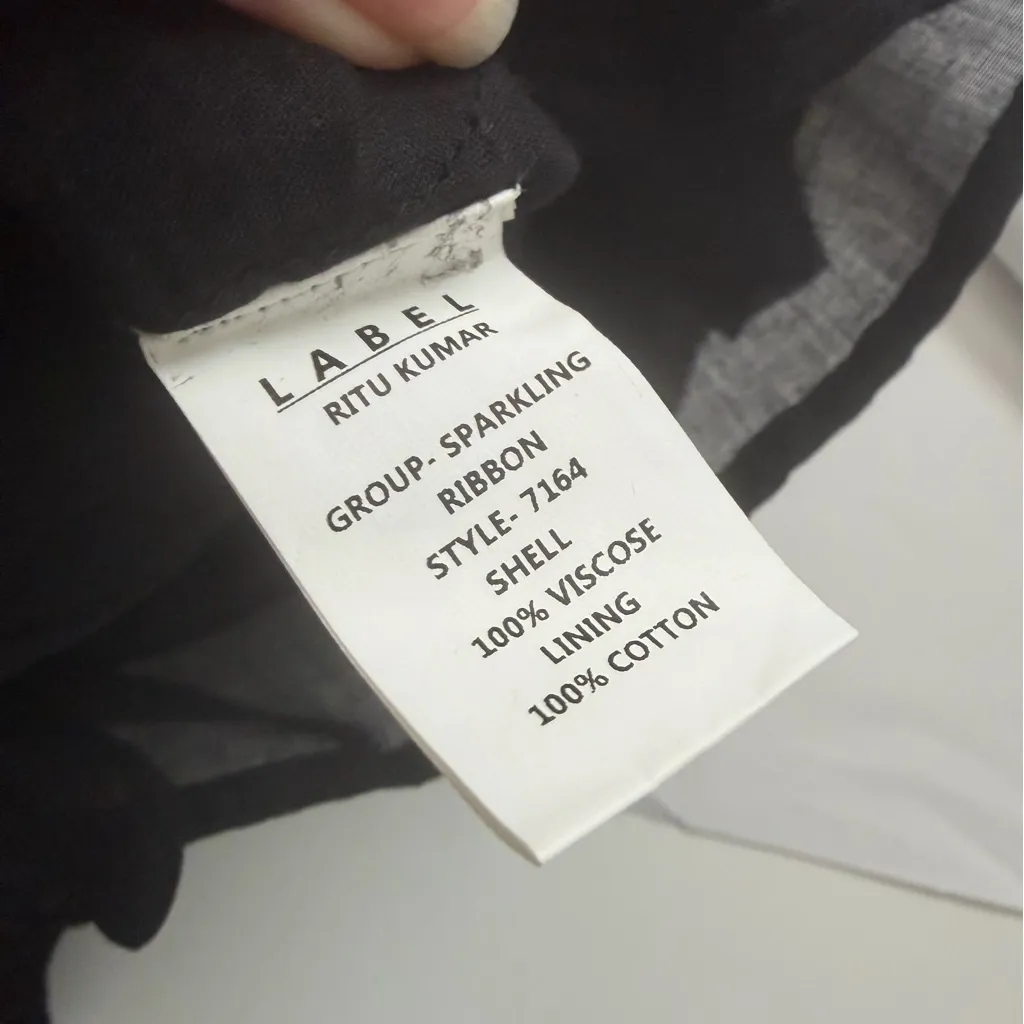 LABEL
RITU KUMAR
GROUP- SPARKLING
RIBBON
STYLE- 7164
SHELL
100% VISCOSE
LINING
100% COTTON